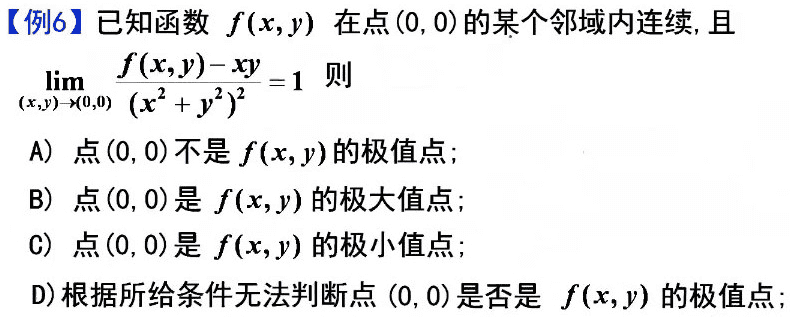 【例6】已知函数 f(x, y) 在点(0, 0)的某个邻域内连续, 且
lim_{(x,y)→(0,0)} \frac{f(x, y) − xy}{(x² + y²)²} = 1 则
A) 点(0, 0)不是 f(x, y)的极值点;
B) 点(0, 0)是 f(x, y) 的极大值点;
C) 点(0, 0)是 f(x, y) 的极小值点;
D)根据所给条件无法判断点 (0, 0)是否是 f(x, y) 的极值点;